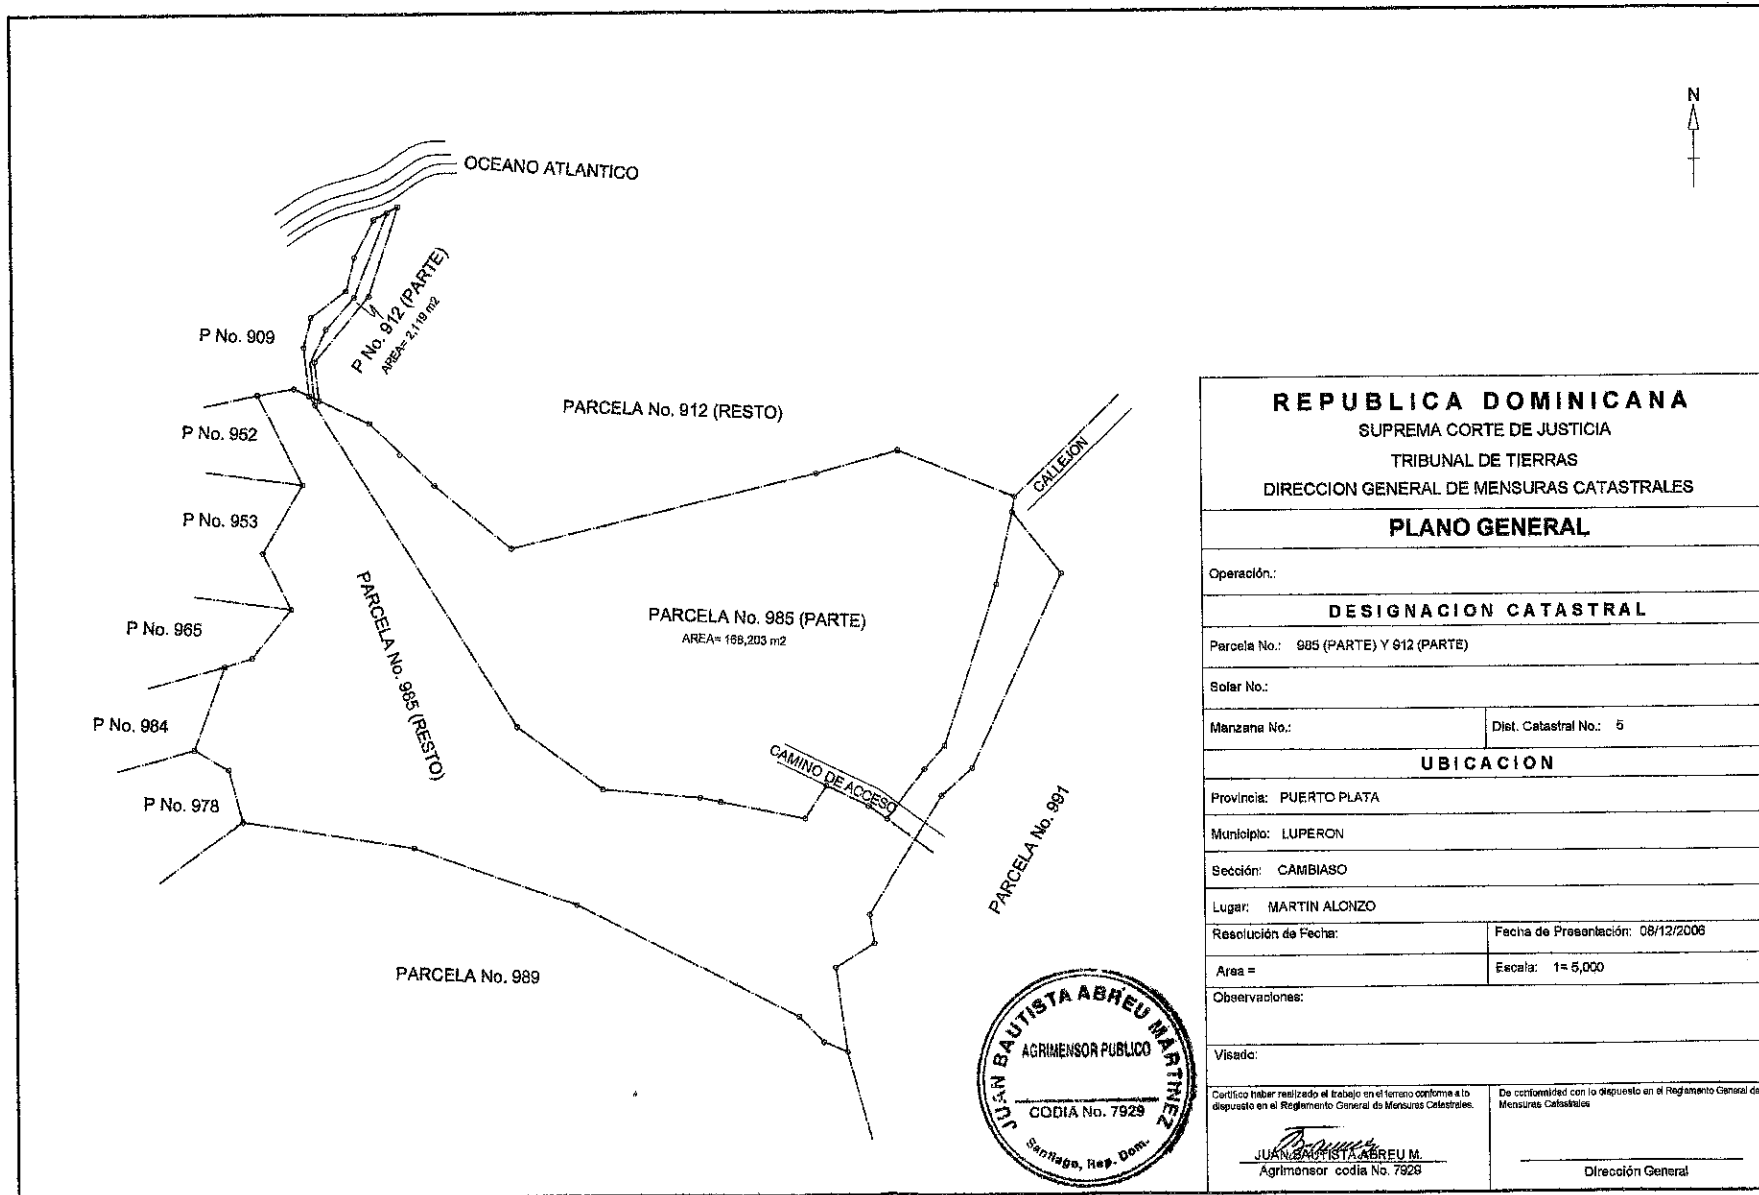 N
OCEANO ATLANTICO
P No. 912 (PARTE)
AREA= 2,119 m2
P No. 909
PARCELA No. 912 (RESTO)
P No. 952
CALLEJON
P No. 953
PARCELA No. 985 (PARTE)
AREA= 168,203 m2
P No. 965
PARCELA No. 985 (RESTO)
P No. 984
CAMINO DE ACCESO
P No. 978
PARCELA No. 991
PARCELA No. 989
JUAN BAUTISTA ABREU MARTINEZ
AGRIMENSOR PUBLICO
CODIA No. 7929
Santiago, Rep. Dom.
REPUBLICA DOMINICANA
SUPREMA CORTE DE JUSTICIA
TRIBUNAL DE TIERRAS
DIRECCION GENERAL DE MENSURAS CATASTRALES
PLANO GENERAL
Operación.:
DESIGNACION CATASTRAL
Parcela No.: 985 (PARTE) Y 912 (PARTE)
Solar No.:
Manzana No.:
Dist. Catastral No.: 5
UBICACION
Provincia: PUERTO PLATA
Municipio: LUPERON
Sección: CAMBIASO
Lugar: MARTIN ALONZO
Resolución de Fecha:
Fecha de Presentación: 08/12/2006
Area =
Escala: 1= 5,000
Observaciones:
Visado:
Certifico haber realizado el trabajo en el terreno conforme a lo
dispuesto en el Reglamento General de Mensuras Catastrales.
JUAN BAUTISTA ABREU M.
Agrimensor codia No. 7929
De conformidad con lo dispuesto en el Reglamento General de
Mensuras Catastrales
Dirección General